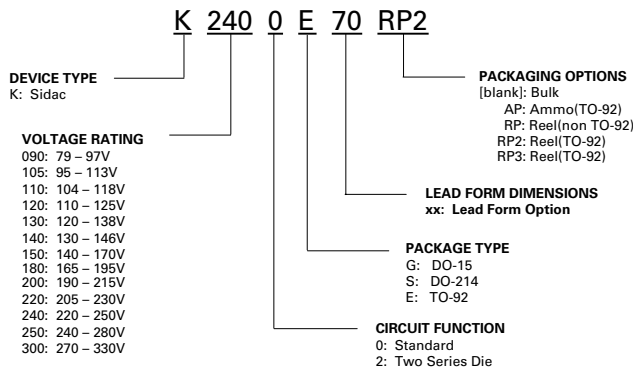 K 240 0 E 70 RP2
DEVICE TYPE
K: Sidac
VOLTAGE RATING
090: 79 – 97V
105: 95 – 113V
110: 104 – 118V
120: 110 – 125V
130: 120 – 138V
140: 130 – 146V
150: 140 – 170V
180: 165 – 195V
200: 190 – 215V
220: 205 – 230V
240: 220 – 250V
250: 240 – 280V
300: 270 – 330V
PACKAGING OPTIONS
[blank]: Bulk
AP: Ammo(TO-92)
RP: Reel(non TO-92)
RP2: Reel(TO-92)
RP3: Reel(TO-92)
LEAD FORM DIMENSIONS
xx: Lead Form Option
PACKAGE TYPE
G: DO-15
S: DO-214
E: TO-92
CIRCUIT FUNCTION
0: Standard
2: Two Series Die